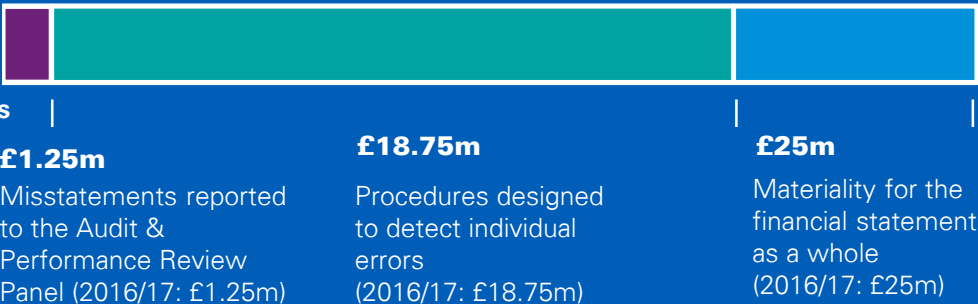 s
£1.25m
Misstatements reported
to the Audit &
Performance Review
Panel (2016/17: £1.25m)
£18.75m
Procedures designed
to detect individual
errors
(2016/17: £18.75m)
£25m
Materiality for the
financial statement
as a whole
(2016/17: £25m)